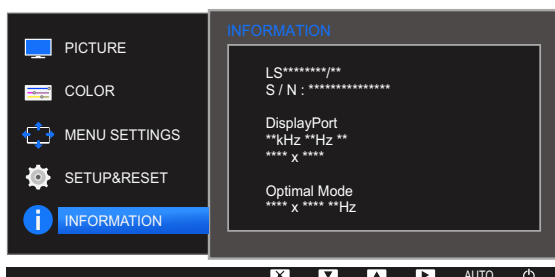 PICTURE
COLOR
MENU SETTINGS
SETUP&RESET
INFORMATION
INFORMATION
LS********/**
S / N : ***************
DisplayPort
**kHz **Hz **
**** x ****
Optimal Mode
**** x **** **Hz
AUTO